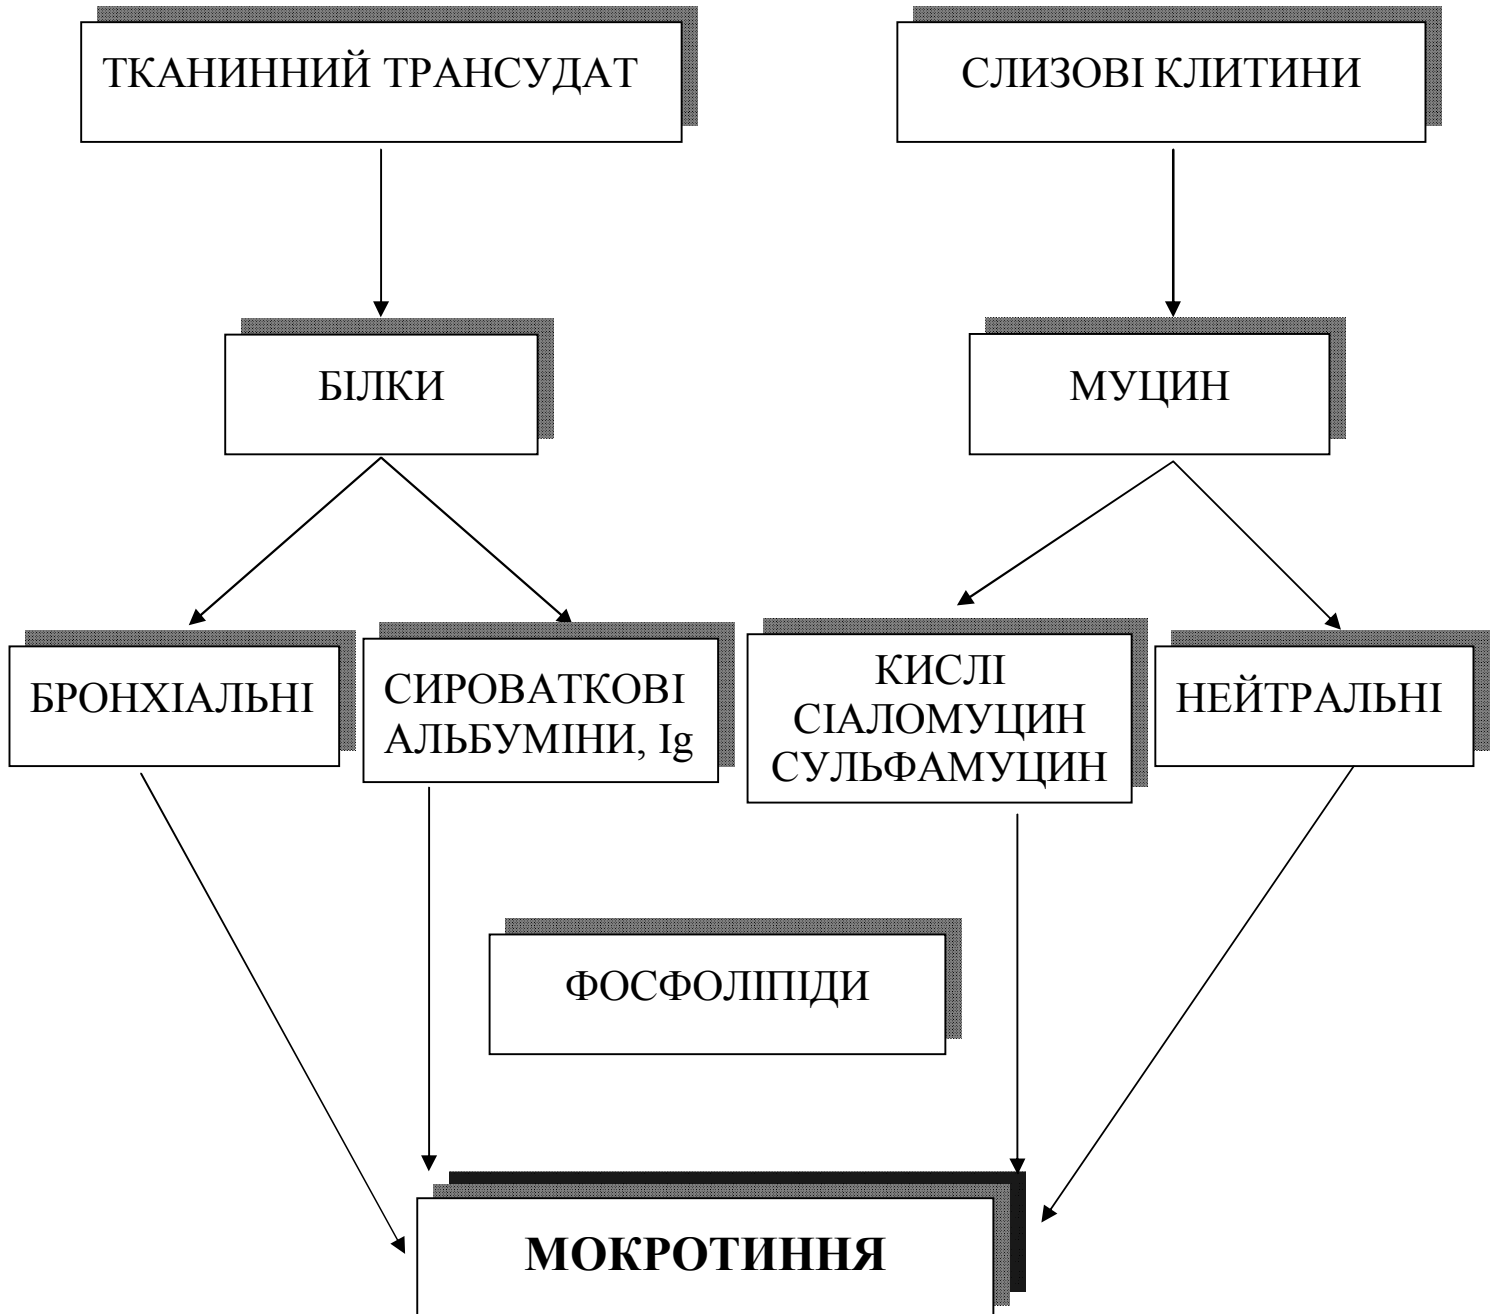 ТКАНИННИЙ ТРАНСУДАТ
СЛИЗОВІ КЛИТИНИ
БІЛКИ
МУЦИН
БРОНХІАЛЬНІ
СИРОВАТКОВІ
АЛЬБУМІНИ, Ig
КИСЛІ
СІАЛОМУЦИН
СУЛЬФАМУЦИН
НЕЙТРАЛЬНІ
ФОСФОЛІПІДИ
МОКРОТИННЯ